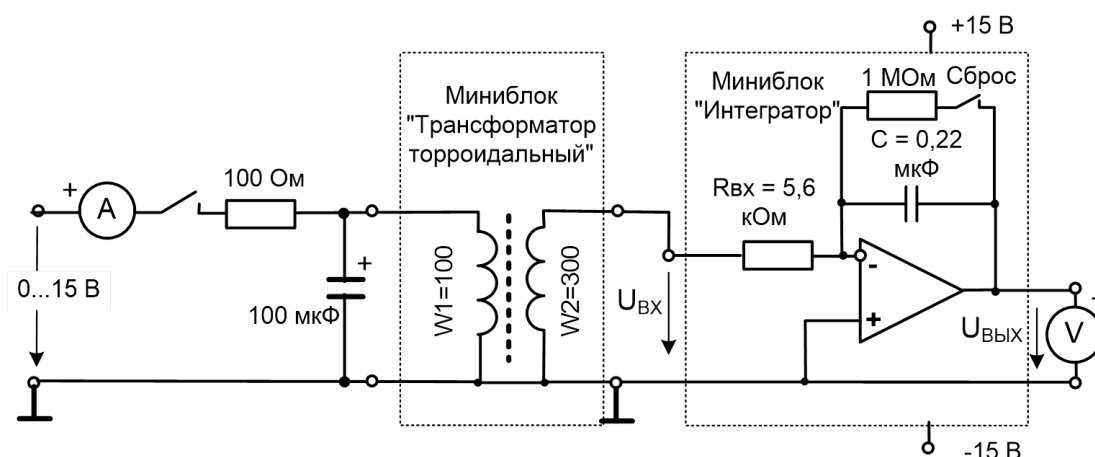 +15 В
Миниблок
"Трансформатор
торроидальный"
Миниблок
"Интегратор"
1 МОм
Сброс
C = 0,22
мкФ
+
A
100 Ом
Rвх = 5,6
кОм
0...15 В
+
100 мкФ
W1=100
W2=300
UВХ
-
+
UВЫХ
+
V
-15 В